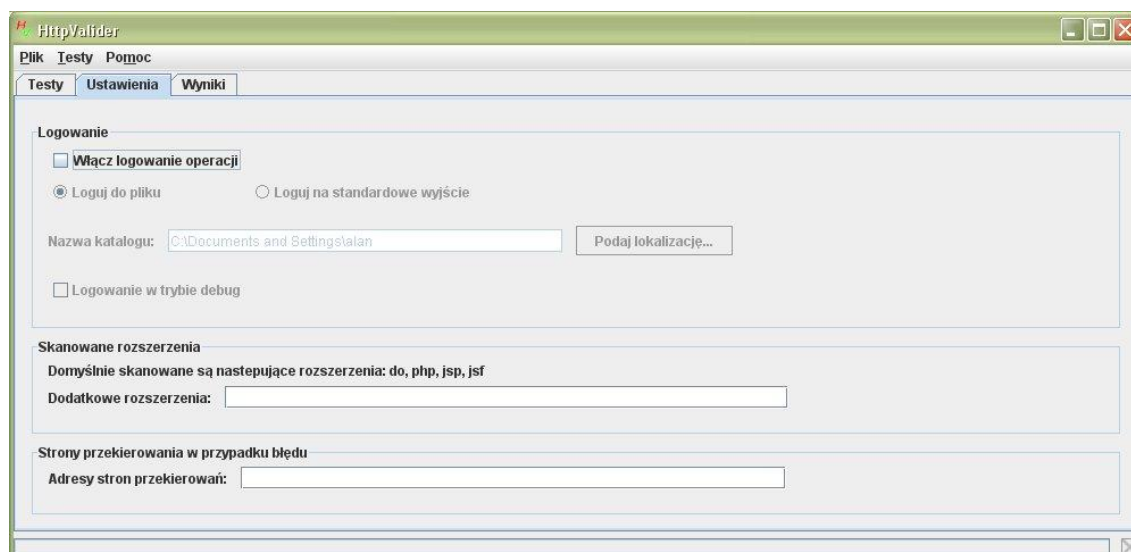 HttpValider
Plik Testy Pomoc
Testy Ustawienia Wyniki
Logowanie
Włącz logowanie operacji
Loguj do pliku Loguj na standardowe wyjście
Nazwa katalogu: C:\Documents and Settings\alan Podaj lokalizację...
Logowanie w trybie debug
Skanowane rozszerzenia
Domyślnie skanowane są nastepujące rozszerzenia: do, php, jsp, jsf
Dodatkowe rozszerzenia:
Strony przekierowania w przypadku błędu
Adresy stron przekierowań: